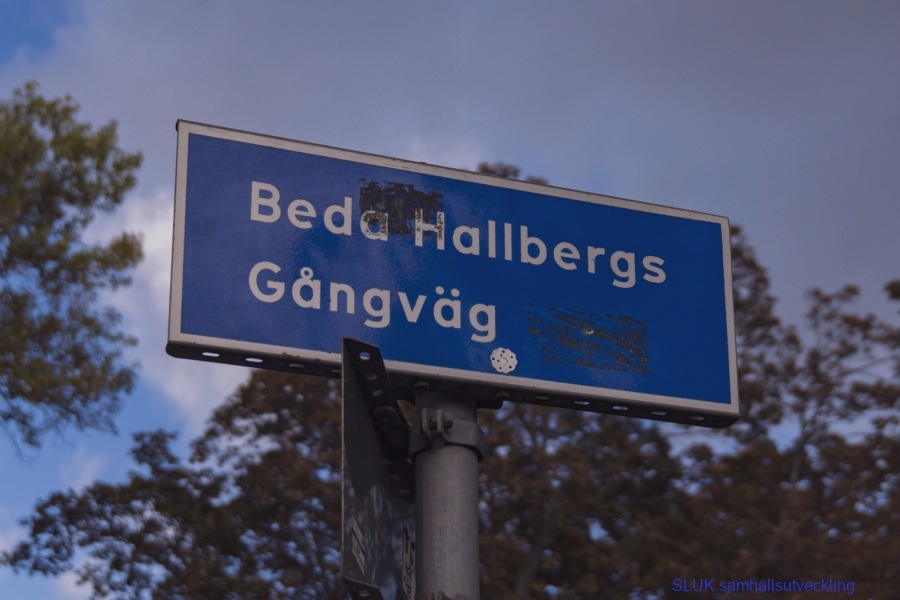 Beda Hallbergs
Gångväg
SLUK samhällsutveckling